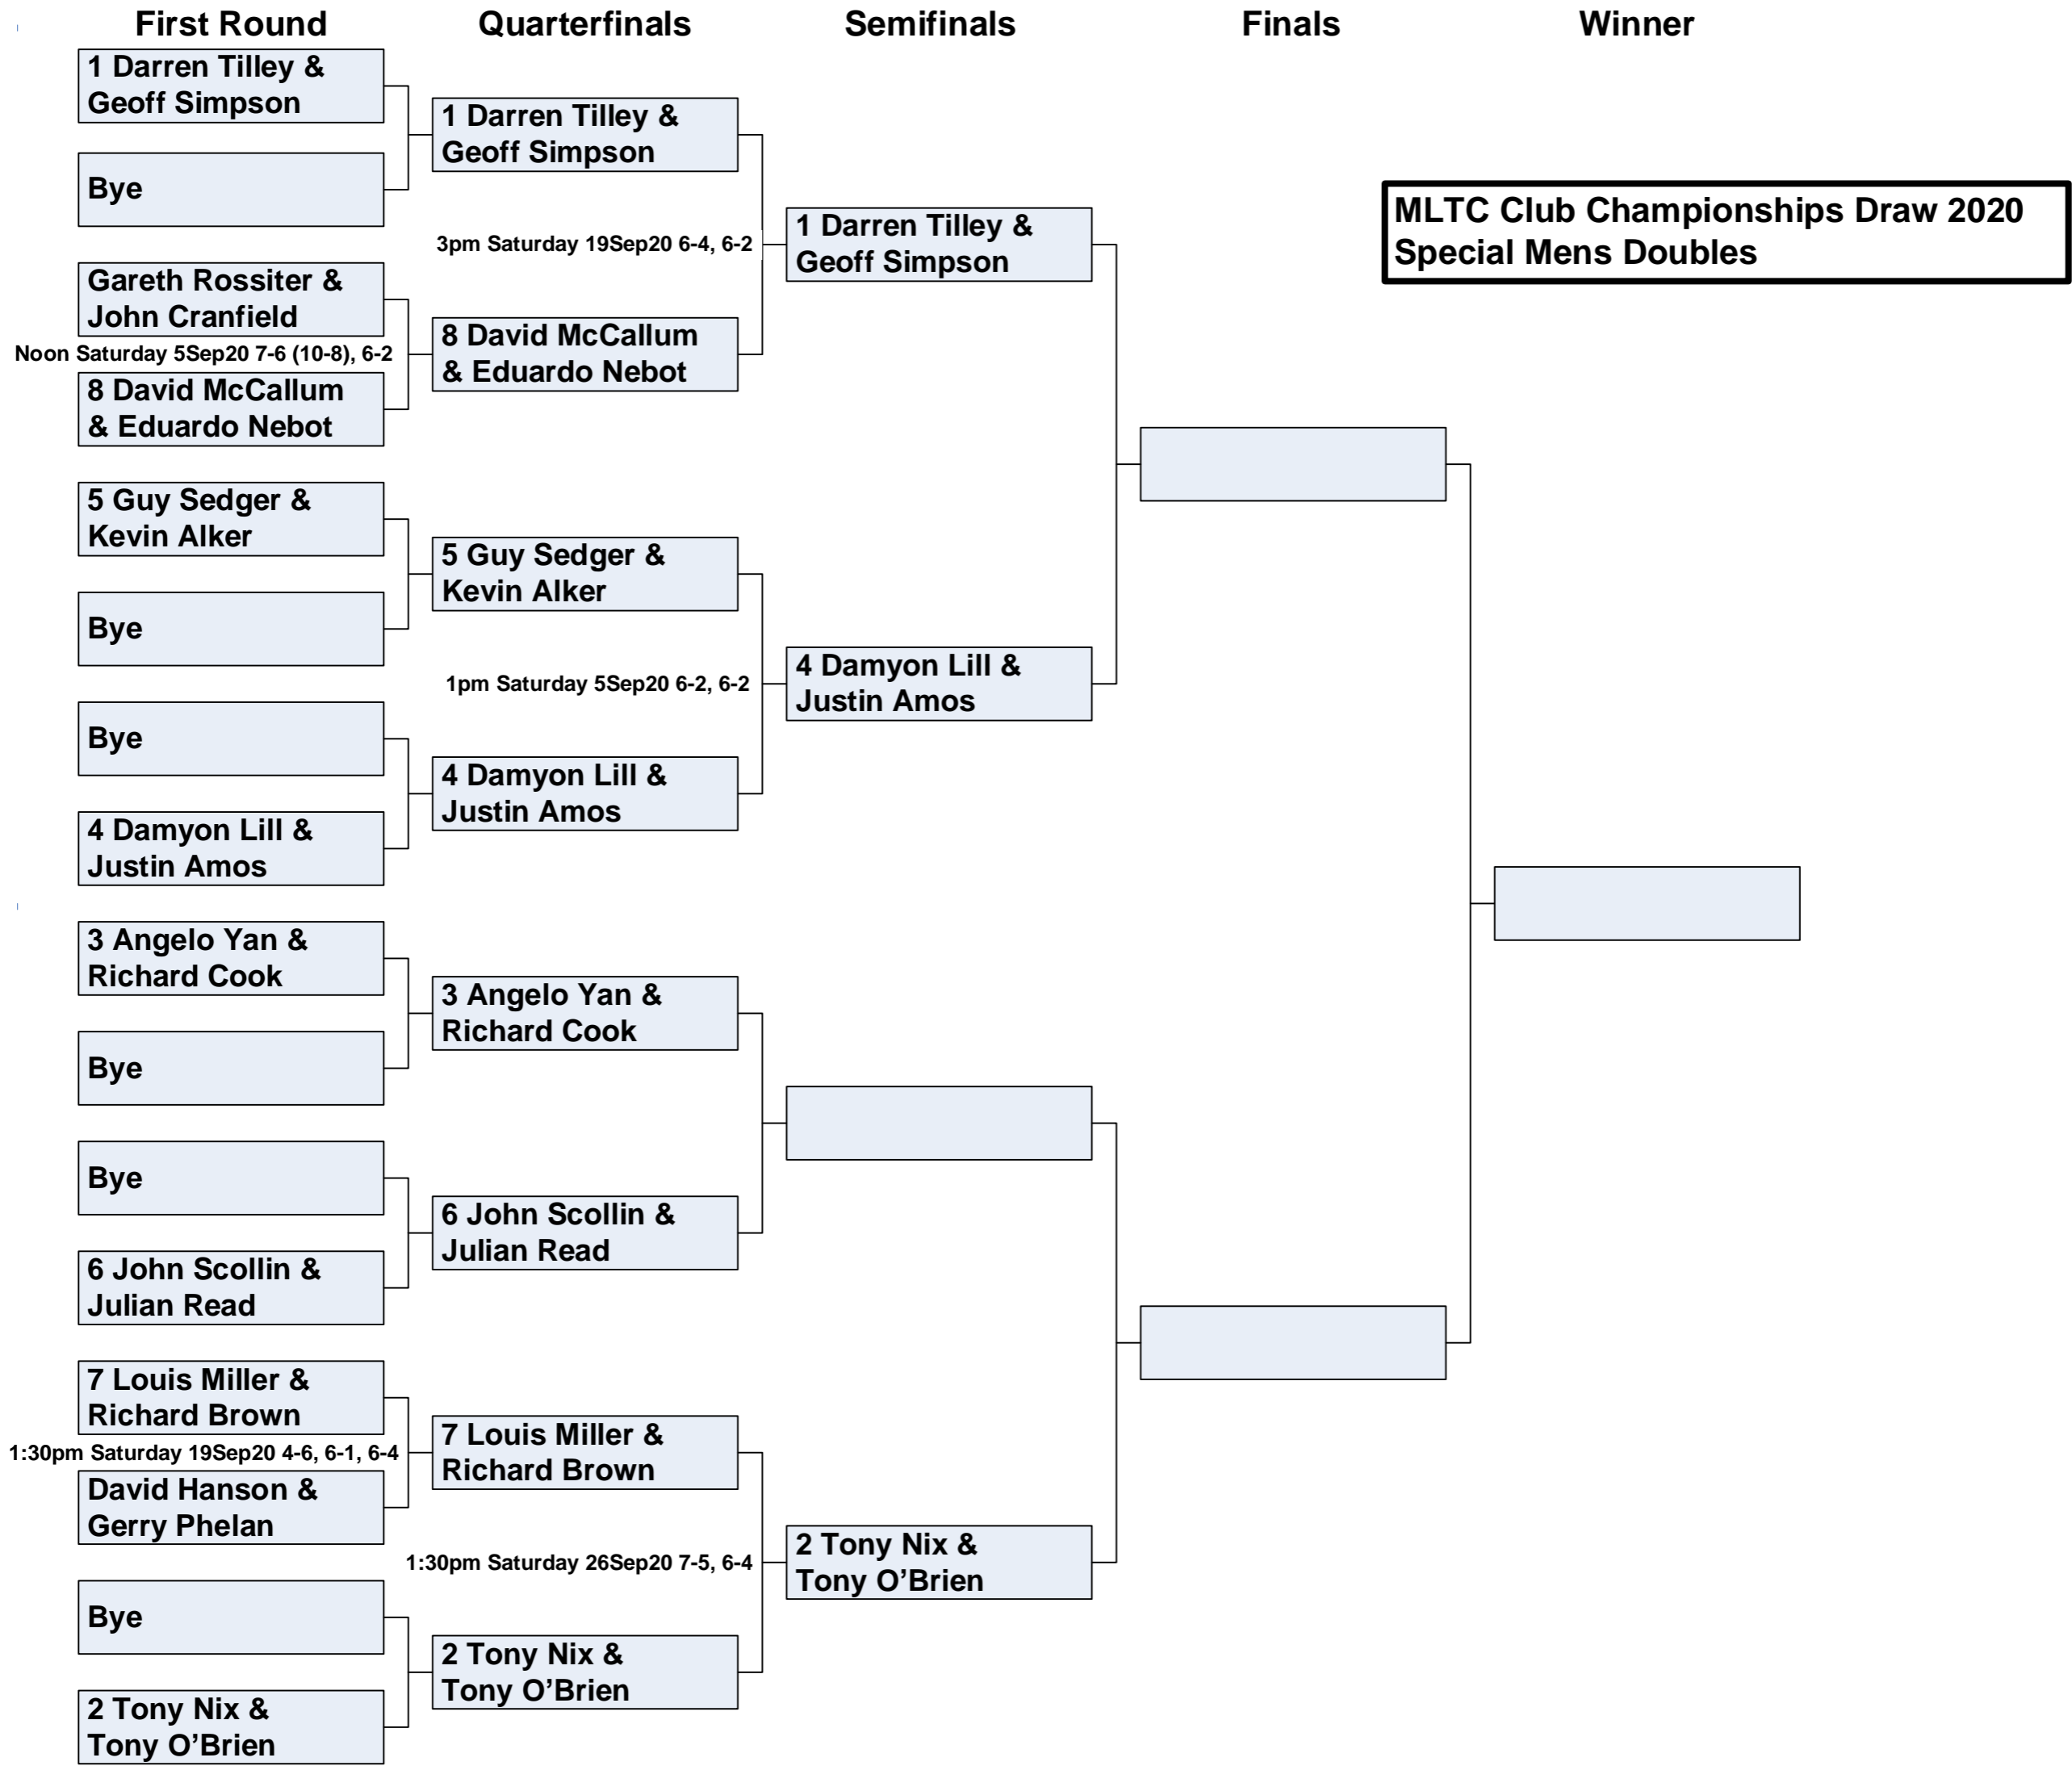 First Round
Quarterfinals
Semifinals
Finals
Winner
MLTC Club Championships Draw 2020
Special Mens Doubles
1 Darren Tilley &
Geoff Simpson
Bye
Gareth Rossiter &
John Cranfield
Noon Saturday 5Sep20 7-6 (10-8), 6-2
8 David McCallum
& Eduardo Nebot
5 Guy Sedger &
Kevin Alker
Bye
Bye
4 Damyon Lill &
Justin Amos
3 Angelo Yan &
Richard Cook
Bye
Bye
6 John Scollin &
Julian Read
7 Louis Miller &
Richard Brown
1:30pm Saturday 19Sep20 4-6, 6-1, 6-4
David Hanson &
Gerry Phelan
Bye
2 Tony Nix &
Tony O’Brien
1 Darren Tilley &
Geoff Simpson
3pm Saturday 19Sep20 6-4, 6-2
8 David McCallum
& Eduardo Nebot
5 Guy Sedger &
Kevin Alker
1pm Saturday 5Sep20 6-2, 6-2
4 Damyon Lill &
Justin Amos
3 Angelo Yan &
Richard Cook
6 John Scollin &
Julian Read
7 Louis Miller &
Richard Brown
1:30pm Saturday 26Sep20 7-5, 6-4
2 Tony Nix &
Tony O’Brien
1 Darren Tilley &
Geoff Simpson
4 Damyon Lill &
Justin Amos
2 Tony Nix &
Tony O’Brien